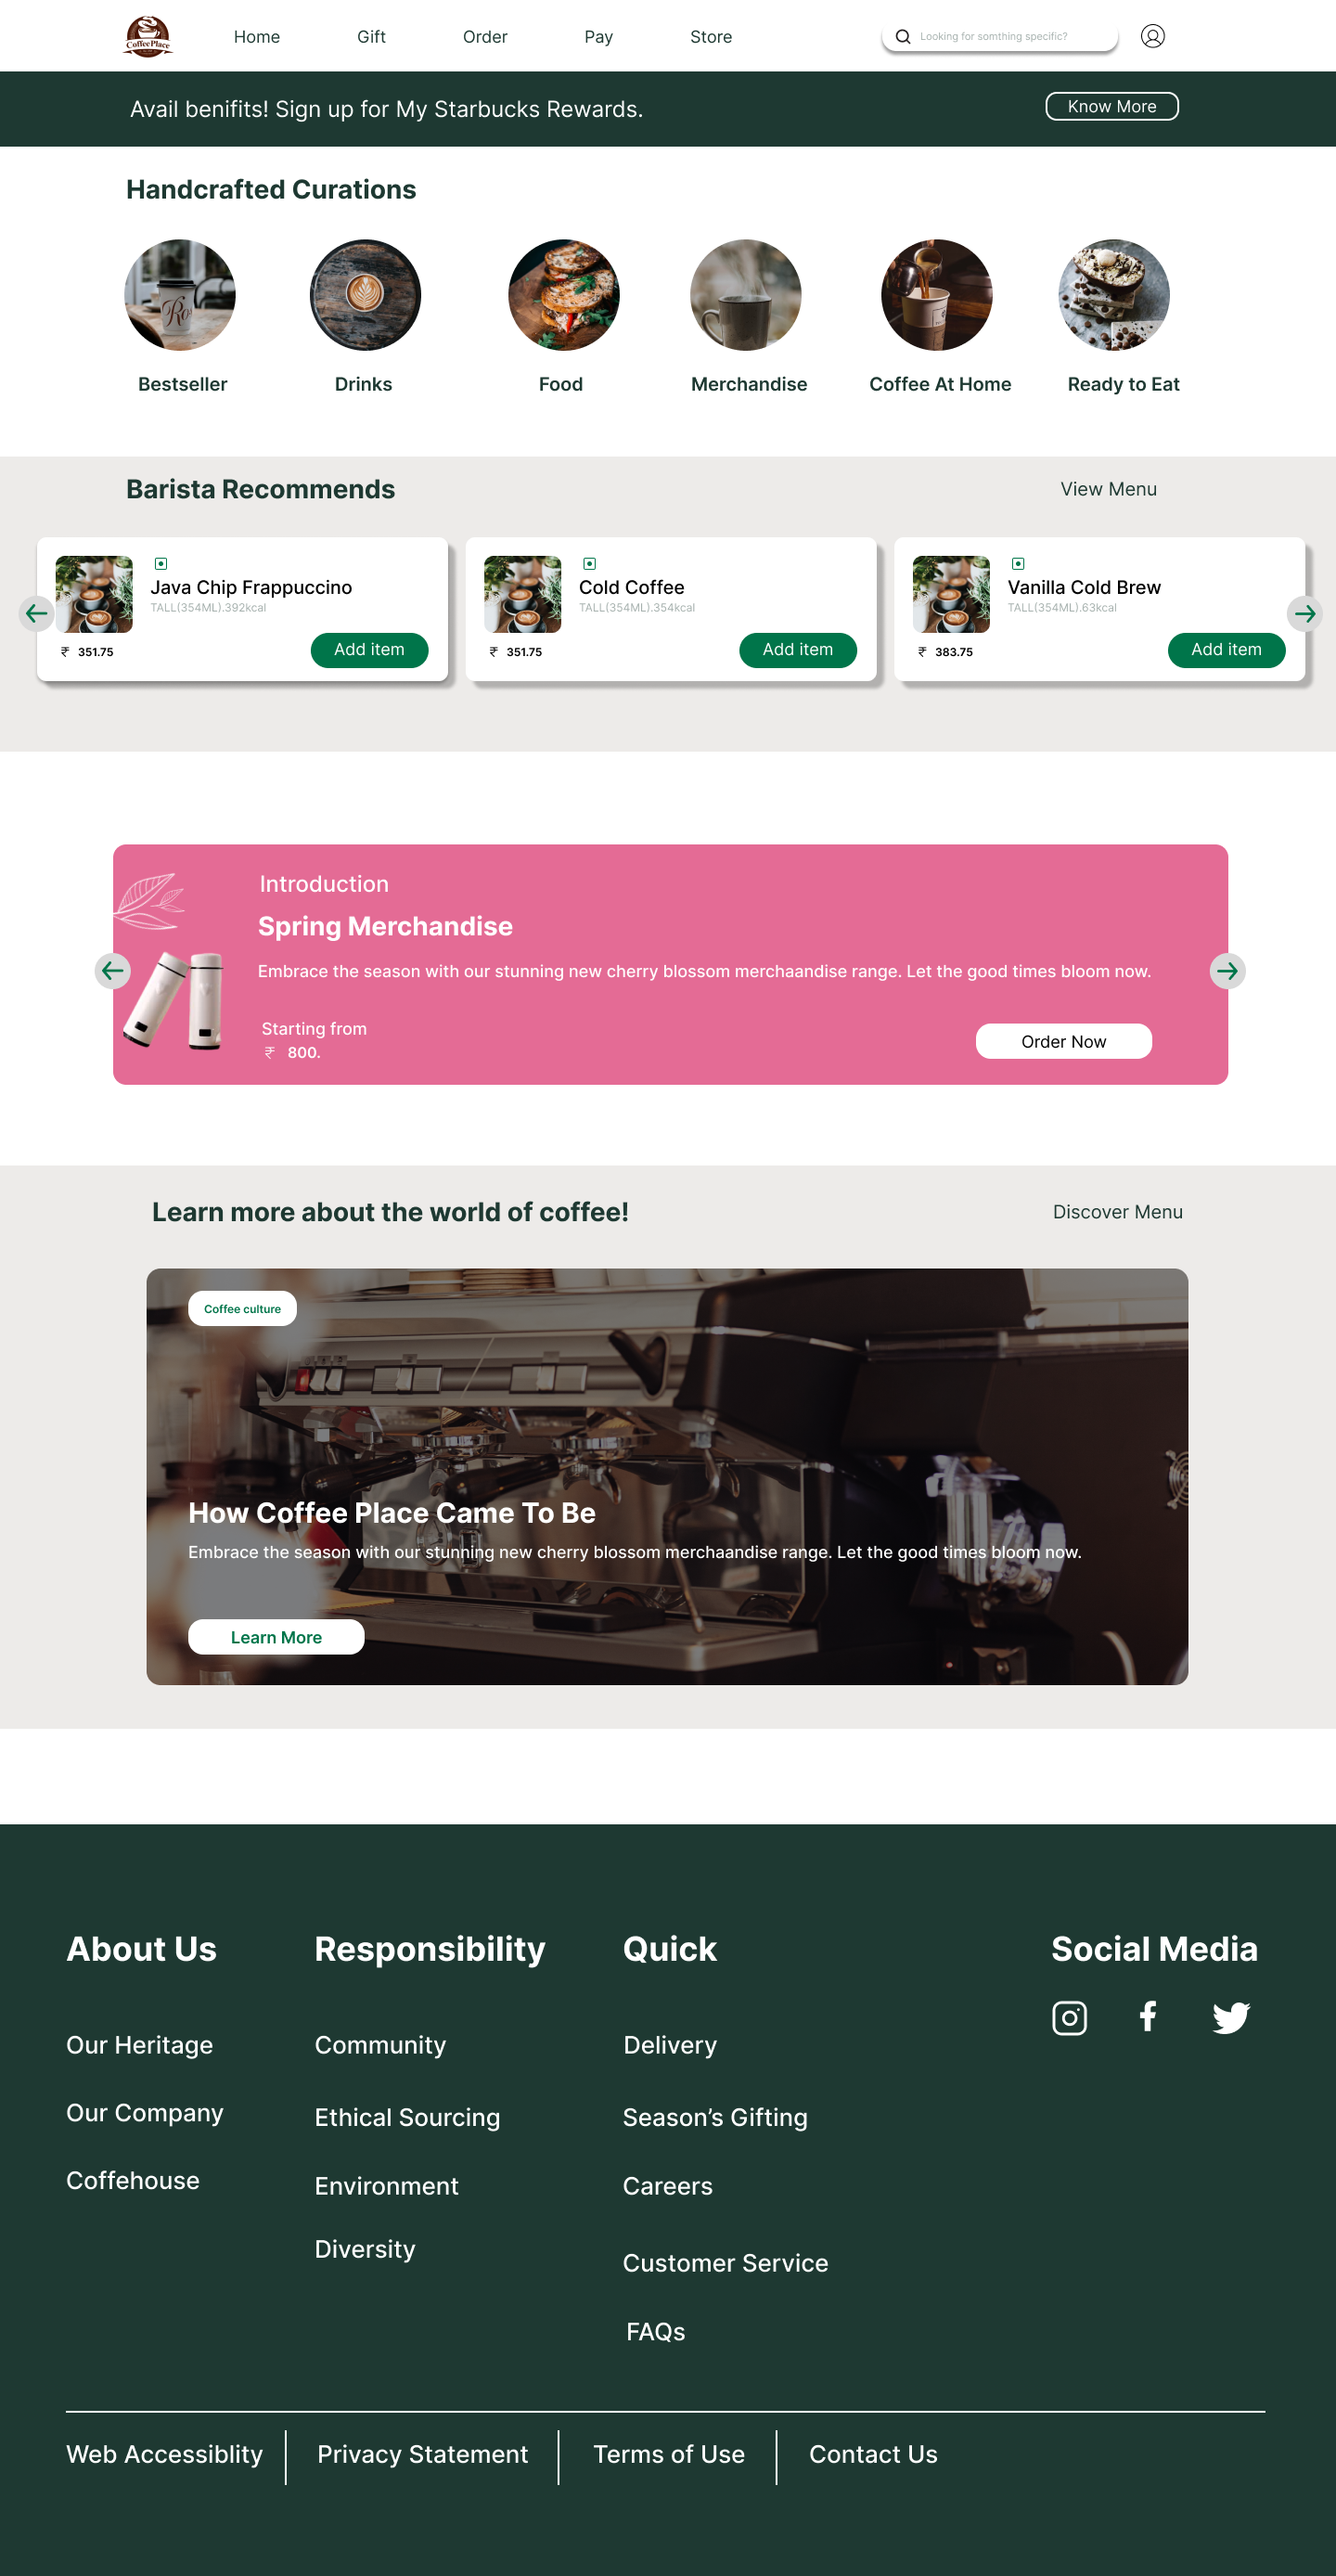 Coffee Place
Home Gift Order Pay Store Looking for somthing specific?
Avail benifits! Sign up for My Starbucks Rewards. Know More
Handcrafted Curations
Bestseller Drinks Food Merchandise Coffee At Home Ready to Eat
Barista Recommends View Menu
Java Chip Frappuccino
TALL(354ML).392kcal
₹ 351.75 Add item
Cold Coffee
TALL(354ML).354kcal
₹ 351.75 Add item
Vanilla Cold Brew
TALL(354ML).63kcal
₹ 383.75 Add item
Introduction
Spring Merchandise
Embrace the season with our stunning new cherry blossom merchaandise range. Let the good times bloom now.
Starting from
₹ 800.
Order Now
Learn more about the world of coffee! Discover Menu
Coffee culture
How Coffee Place Came To Be
Embrace the season with our stunning new cherry blossom merchaandise range. Let the good times bloom now.
Learn More
About Us
Our Heritage
Our Company
Coffehouse
Responsibility
Community
Ethical Sourcing
Environment
Diversity
Quick
Delivery
Season’s Gifting
Careers
Customer Service
FAQs
Social Media
Web Accessiblity Privacy Statement Terms of Use Contact Us